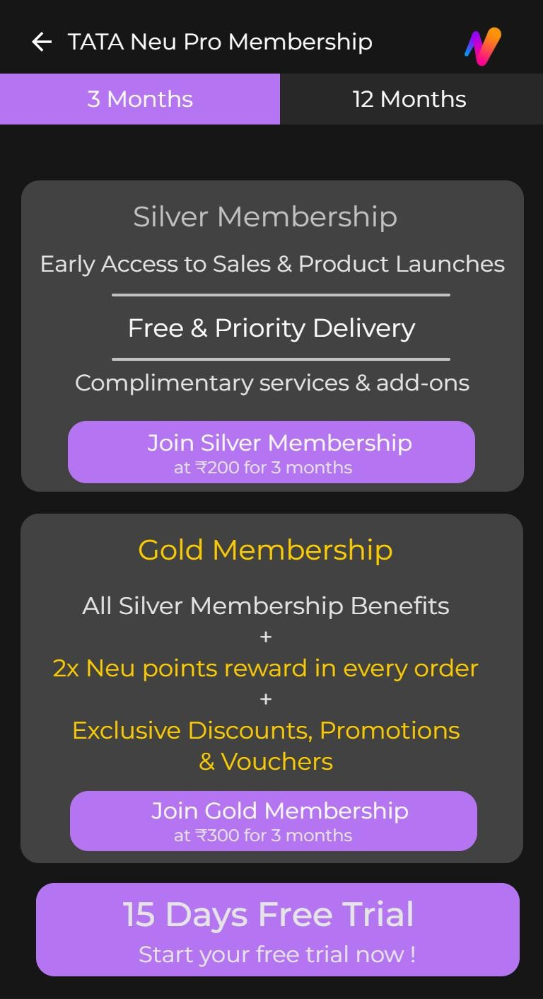 TATA Neu Pro Membership
3 Months
12 Months
Silver Membership
Early Access to Sales & Product Launches
Free & Priority Delivery
Complimentary services & add-ons
Join Silver Membership
at ₹200 for 3 months
Gold Membership
All Silver Membership Benefits
+
2x Neu points reward in every order
+
Exclusive Discounts, Promotions
& Vouchers
Join Gold Membership
at ₹300 for 3 months
15 Days Free Trial
Start your free trial now !